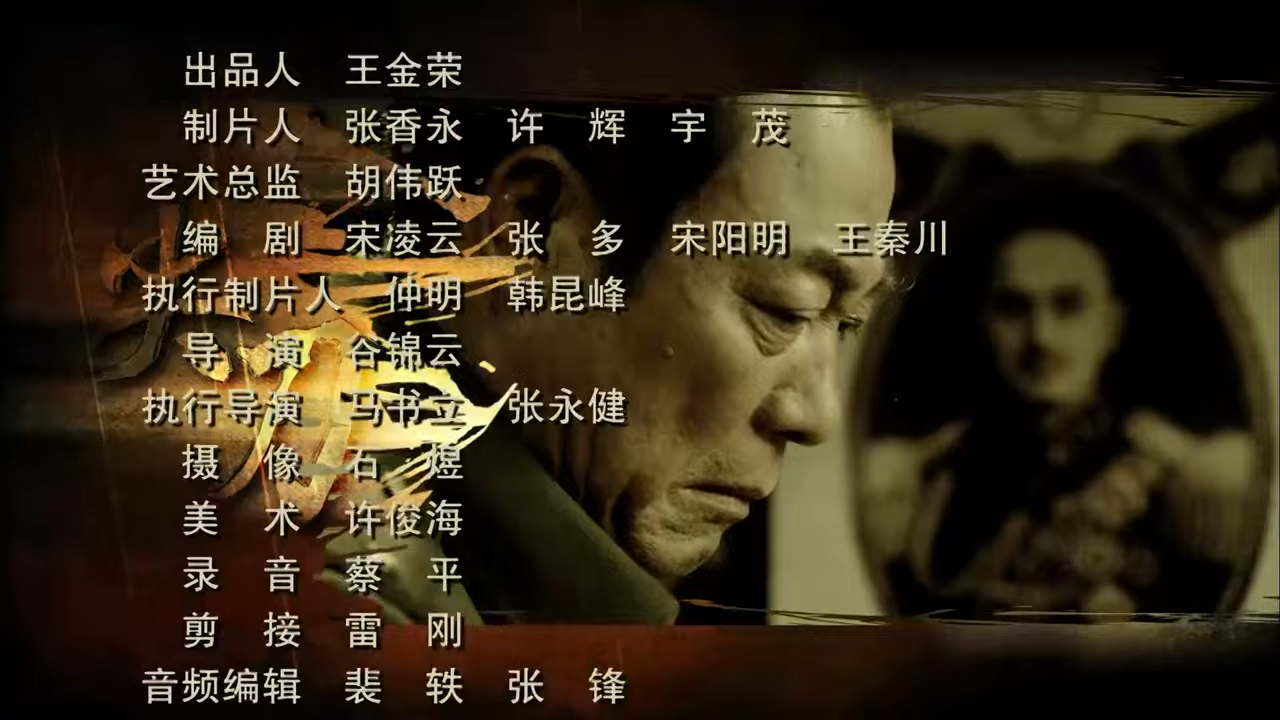 出品人 王金荣
制片人 张香永 许辉 宇茂
艺术总监 胡伟跃
编剧 宋凌云 张多 宋阳明 王秦川
执行制片人 仲明 韩昆峰
导演 谷锦云
执行导演 马书立 张永健
摄像 石煜
美术 许俊海
录音 蔡平
剪接 雷刚
音频编辑 裴轶 张锋